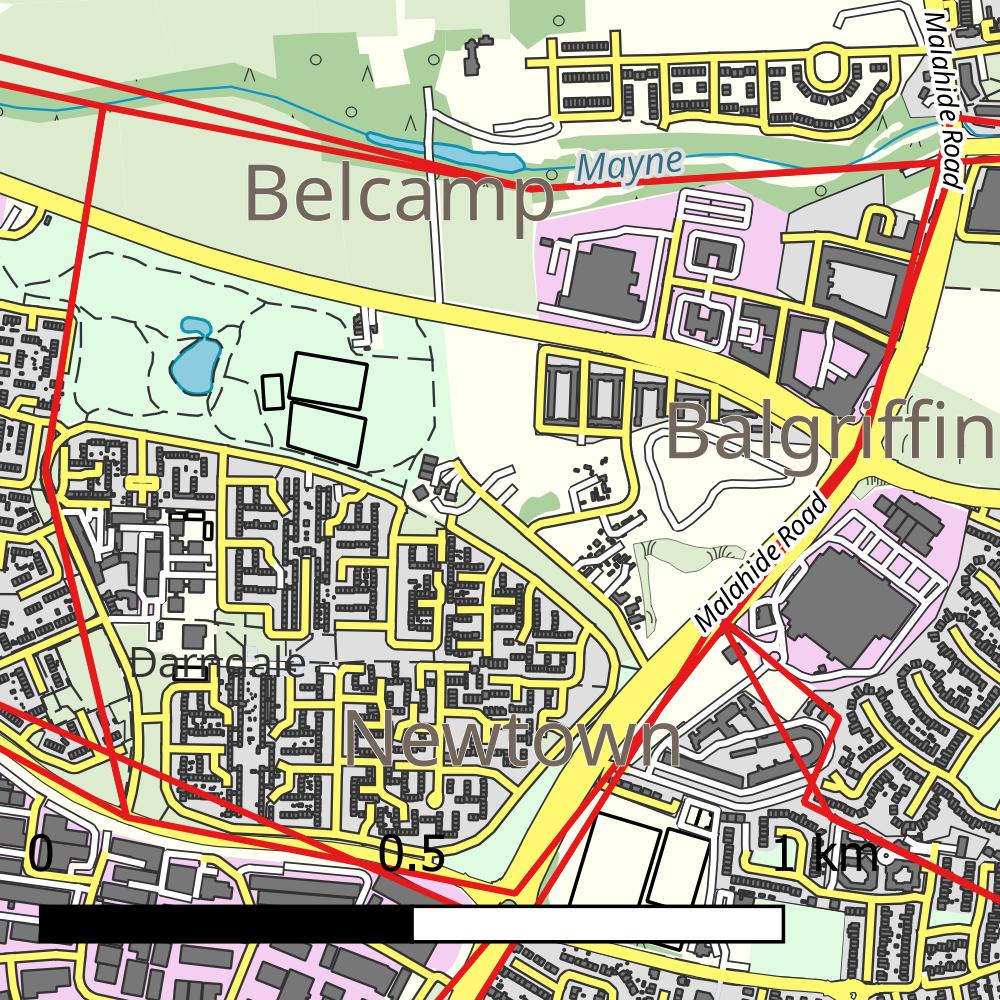 Malahide Road
Mayne
Belcamp
Balgriffin
Malahide Road
Darndale
Newtown
0
0.5
1 km